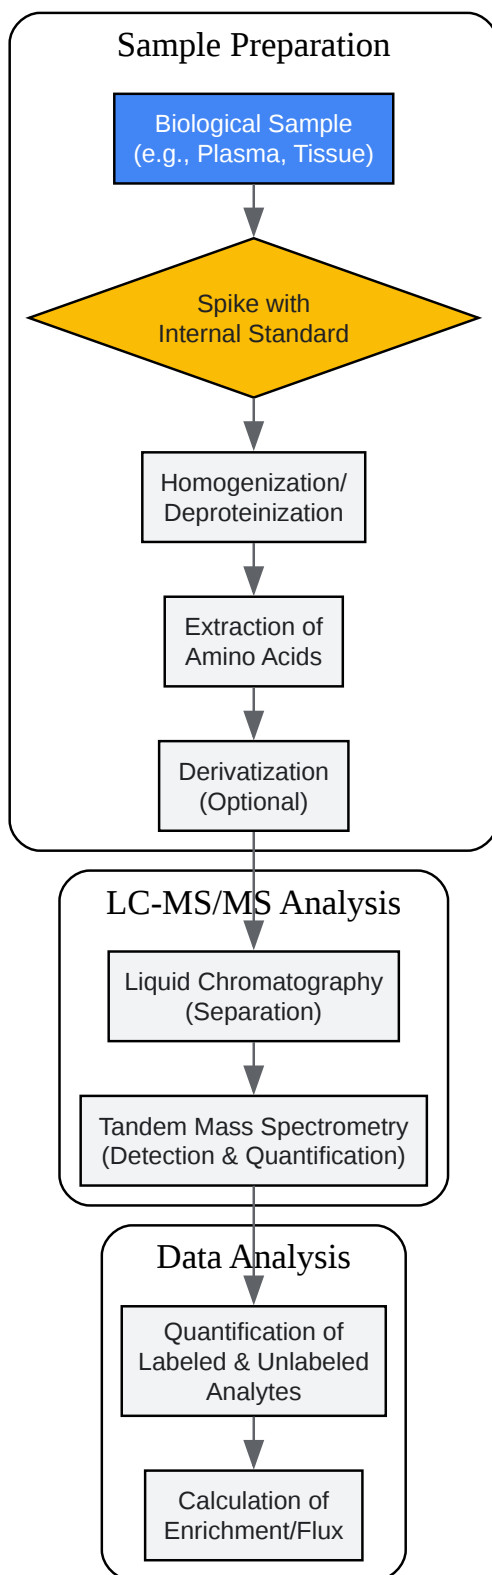 Sample Preparation
Biological Sample
(e.g., Plasma, Tissue)
Spike with
Internal Standard
Homogenization/
Deproteinization
Extraction of
Amino Acids
Derivatization
(Optional)
LC-MS/MS Analysis
Liquid Chromatography
(Separation)
Tandem Mass Spectrometry
(Detection & Quantification)
Data Analysis
Quantification of
Labeled & Unlabeled
Analytes
Calculation of
Enrichment/Flux